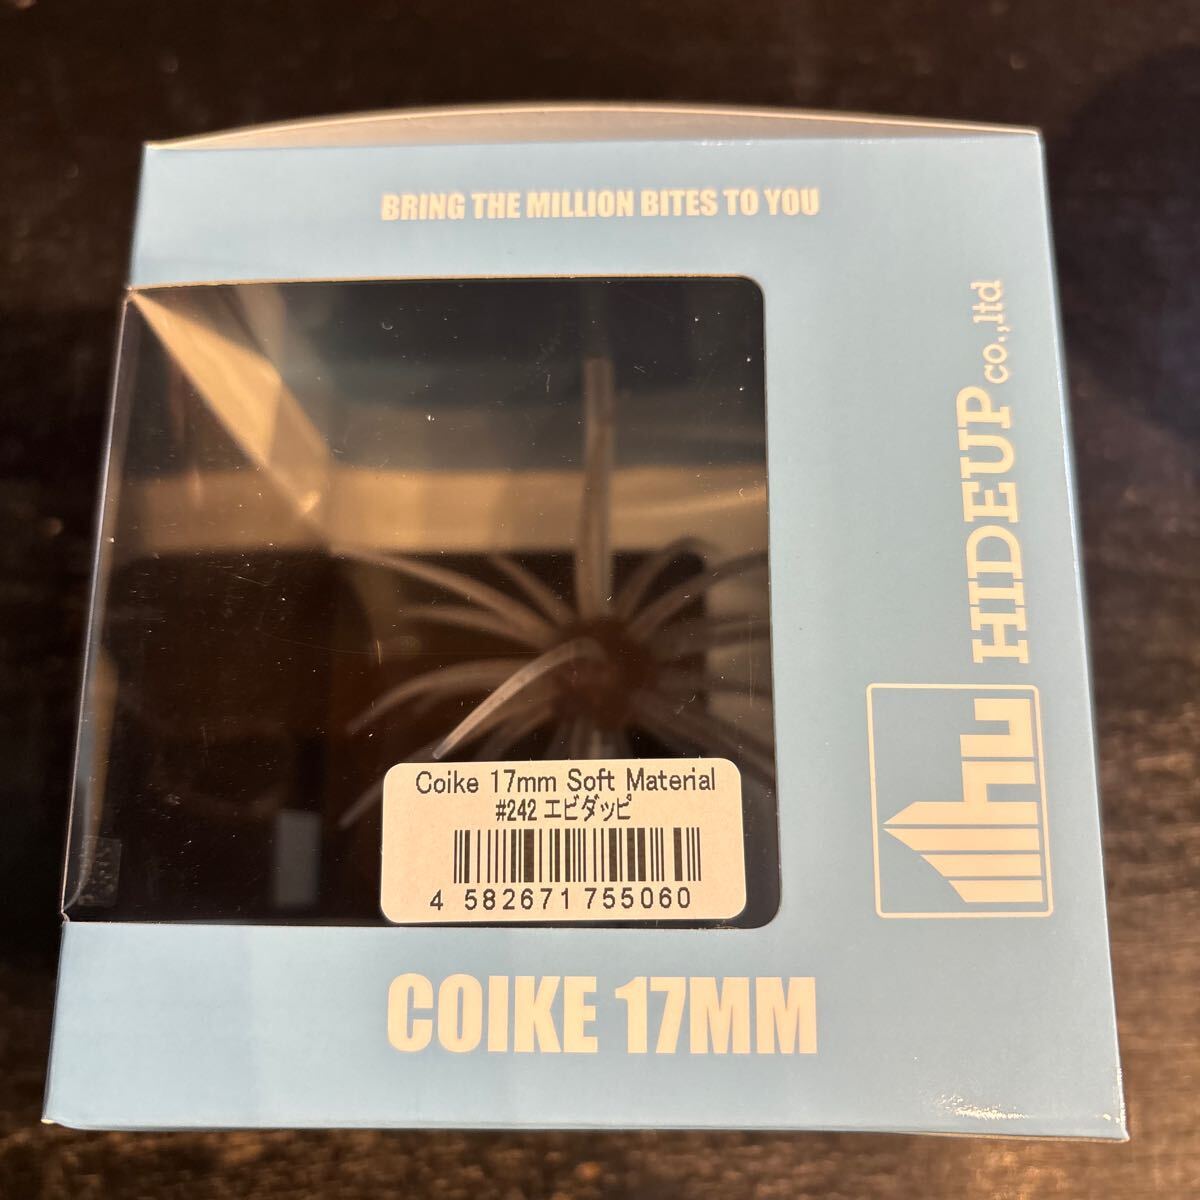 BRING THE MILLION BITES TO YOU
HIDEUP co.,ltd
hu
Coike 17mm Soft Material
#242 エビダッピ
4 582671 755060
COIKE 17MM